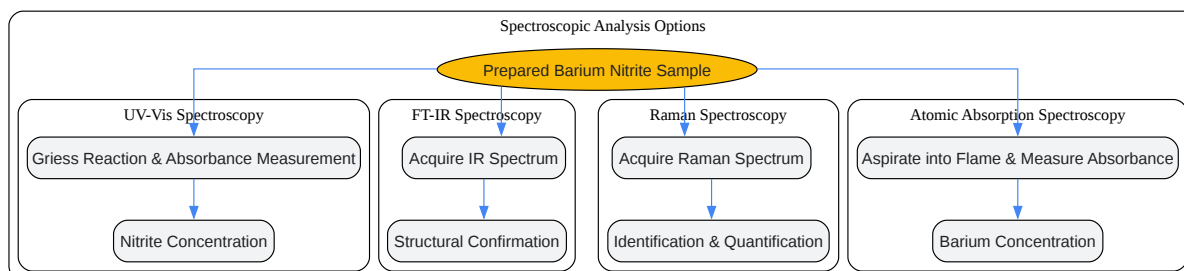 Spectroscopic Analysis Options
Prepared Barium Nitrite Sample
UV-Vis Spectroscopy
Griess Reaction & Absorbance Measurement
Nitrite Concentration
FT-IR Spectroscopy
Acquire IR Spectrum
Structural Confirmation
Raman Spectroscopy
Acquire Raman Spectrum
Identification & Quantification
Atomic Absorption Spectroscopy
Aspirate into Flame & Measure Absorbance
Barium Concentration